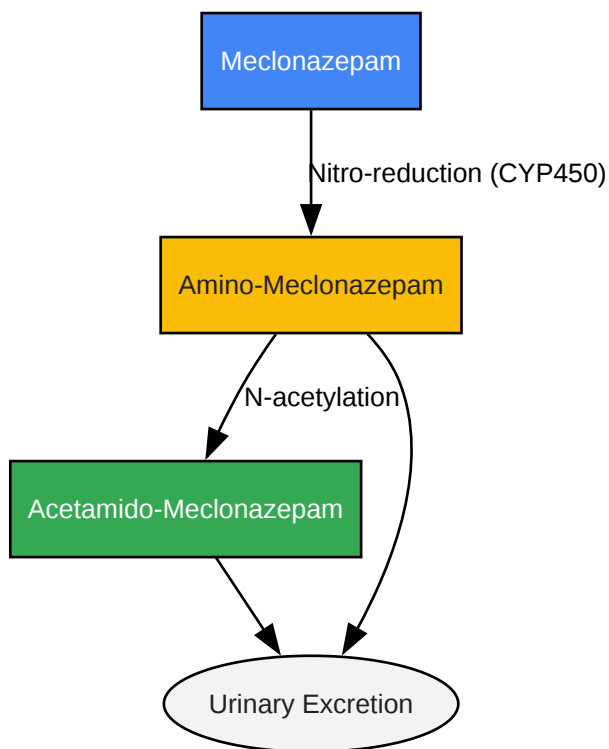 Meclonazepam
Nitro-reduction (CYP450)
Amino-Meclonazepam
N-acetylation
Acetamido-Meclonazepam
Urinary Excretion